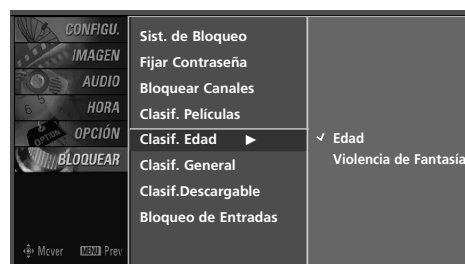 CONFIGU.
IMAGEN
AUDIO
HORA
OPCIÓN
BLOQUEAR
Mover MENU Prev
Sist. de Bloqueo
Fijar Contraseña
Bloquear Canales
Clasif. Películas
Clasif. Edad ►
Clasif. General
Clasif.Descargable
Bloqueo de Entradas
✓ Edad
Violencia de Fantasía